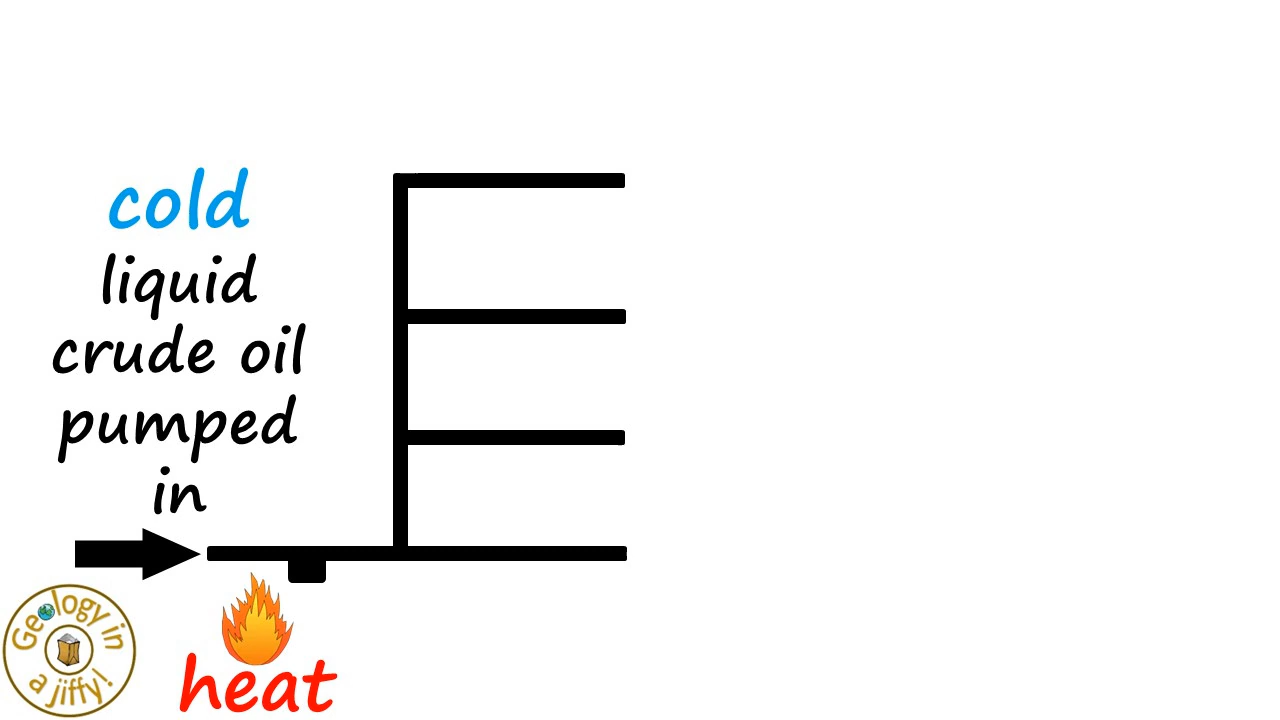 cold
liquid
crude oil
pumped
in
heat
Geology in
a jiffy!